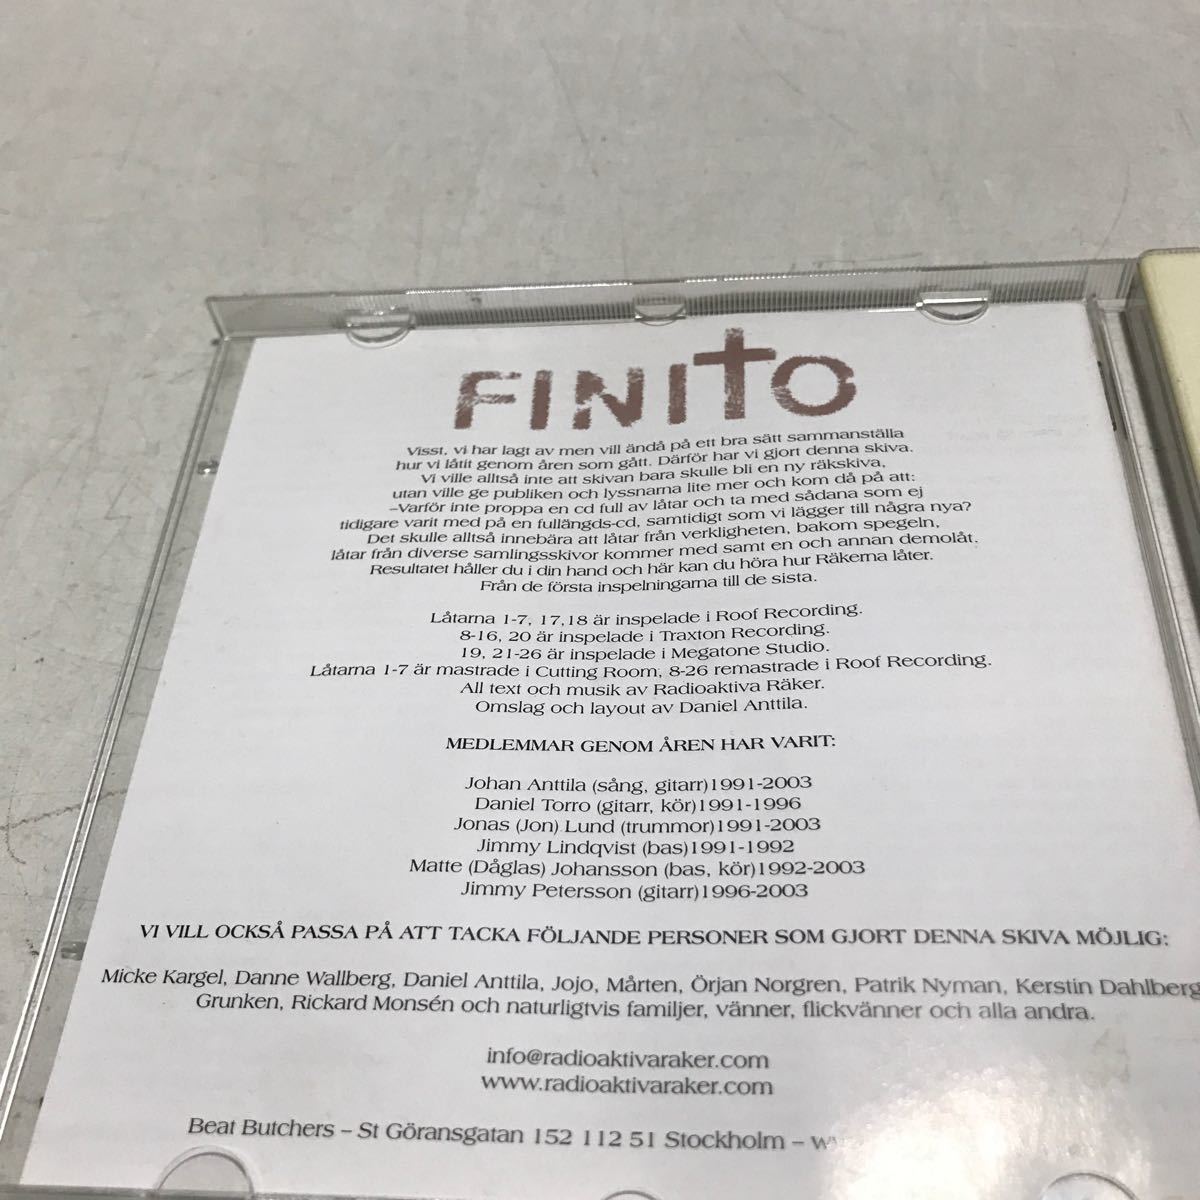 FINITO
Visst, vi har lagt av men vill ändå på ett bra sätt sammanställa
hur vi låtit genom åren som gått. Därför har vi gjort denna skiva.
Vi ville alltså inte att skivan bara skulle bli en ny räkskiva,
utan ville ge publiken och lyssnarna lite mer och kom då på att:
–Varför inte proppa en cd full av låtar och ta med sådana som ej
tidigare varit med på en fullängds-cd, samtidigt som vi lägger till några nya?
Det skulle alltså innebära att låtar från verkligheten, bakom spegeln,
låtar från diverse samlingsskivor kommer med samt en och annan demolåt.
Resultatet håller du i din hand och här kan du höra hur Räkerna låter.
Från de första inspelningarna till de sista.
Låtarna 1-7, 17,18 är inspelade i Roof Recording.
8-16, 20 är inspelade i Traxton Recording.
19, 21-26 är inspelade i Megatone Studio.
Låtarna 1-7 är mastrade i Cutting Room, 8-26 remastrade i Roof Recording.
All text och musik av Radioaktiva Räker.
Omslag och layout av Daniel Anttila.
MEDLEMMAR GENOM ÅREN HAR VARIT:
Johan Anttila (sång, gitarr)1991-2003
Daniel Torro (gitarr, kör)1991-1996
Jonas (Jon) Lund (trummor)1991-2003
Jimmy Lindqvist (bas)1991-1992
Matte (Dåglas) Johansson (bas, kör)1992-2003
Jimmy Petersson (gitarr)1996-2003
VI VILL OCKSÅ PASSA PÅ ATT TACKA FÖLJANDE PERSONER SOM GJORT DENNA SKIVA MÖJLIG:
Micke Kargel, Danne Wallberg, Daniel Anttila, Jojo, Mårten, Örjan Norgren, Patrik Nyman, Kerstin Dahlberg
Grunken, Rickard Monsén och naturligtvis familjer, vänner, flickvänner och alla andra.
info@radioaktivaraker.com
www.radioaktivaraker.com
Beat Butchers – St Göransgatan 152 112 51 Stockholm –